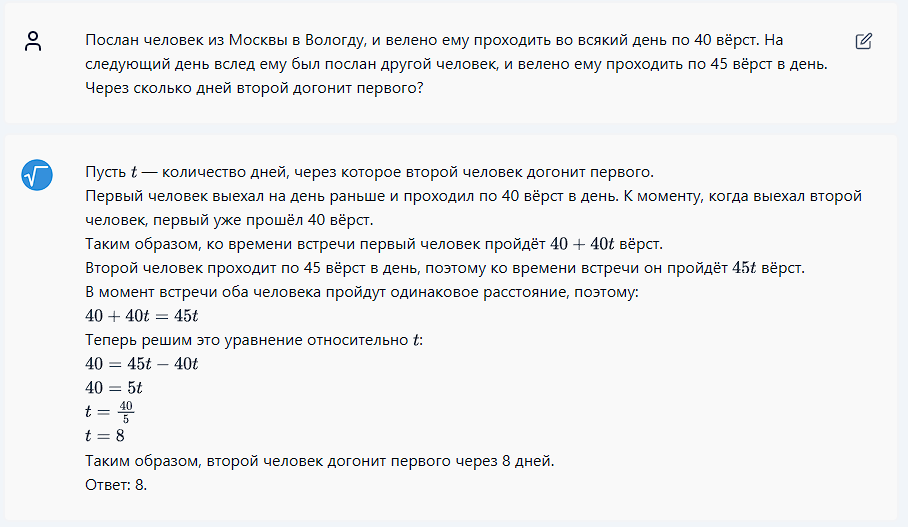 Послан человек из Москвы в Вологду, и велено ему проходить во всякий день по 40 вёрст. На
следующий день вслед ему был послан другой человек, и велено ему проходить по 45 вёрст в день.
Через сколько дней второй догонит первого?
Пусть t — количество дней, через которое второй человек догонит первого.
Первый человек выехал на день раньше и проходил по 40 вёрст в день. К моменту, когда выехал второй
человек, первый уже прошёл 40 вёрст.
Таким образом, ко времени встречи первый человек пройдёт 40 + 40t вёрст.
Второй человек проходит по 45 вёрст в день, поэтому ко времени встречи он пройдёт 45t вёрст.
В момент встречи оба человека пройдут одинаковое расстояние, поэтому:
40 + 40t = 45t
Теперь решим это уравнение относительно t:
40 = 45t − 40t
40 = 5t
t = 40/5
t = 8
Таким образом, второй человек догонит первого через 8 дней.
Ответ: 8.